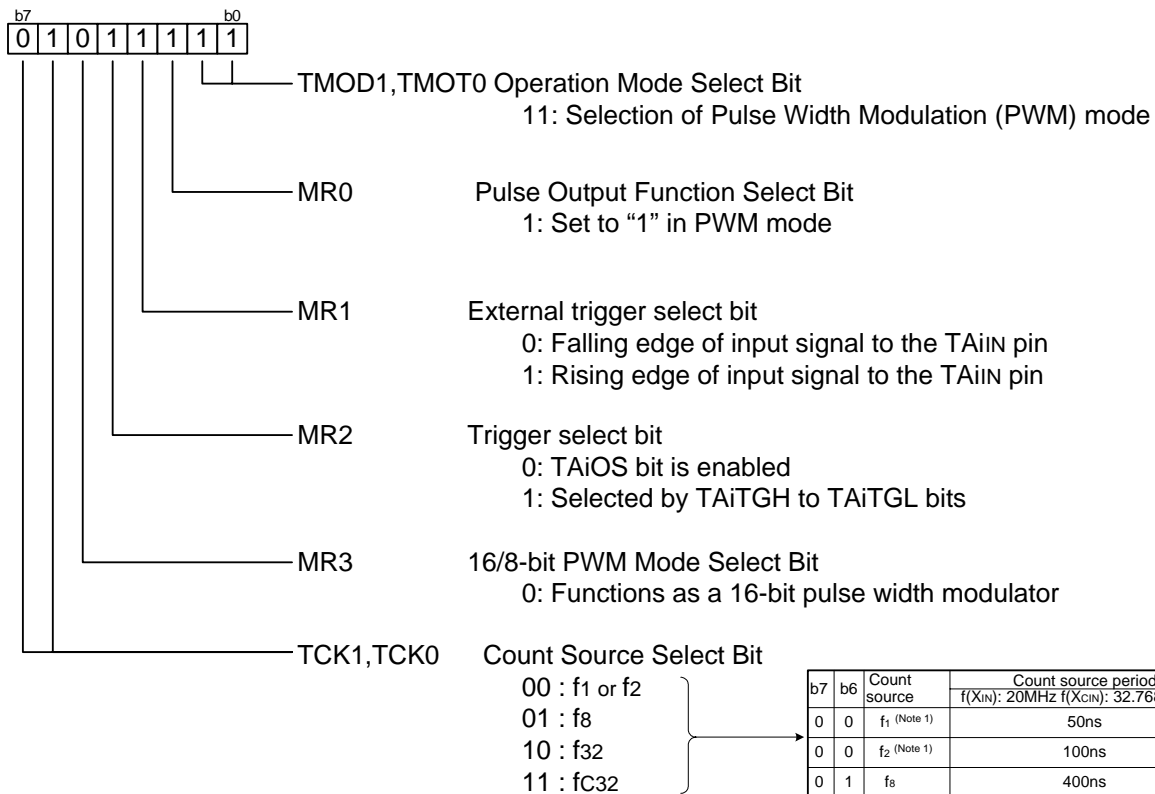 b7 b0
0 1 0 1 1 1 1 1
TMOD1,TMOT0 Operation Mode Select Bit
11: Selection of Pulse Width Modulation (PWM) mode
MR0 Pulse Output Function Select Bit
1: Set to “1” in PWM mode
MR1 External trigger select bit
0: Falling edge of input signal to the TAiIN pin
1: Rising edge of input signal to the TAiIN pin
MR2 Trigger select bit
0: TAiOS bit is enabled
1: Selected by TAiTGH to TAiTGL bits
MR3 16/8-bit PWM Mode Select Bit
0: Functions as a 16-bit pulse width modulator
TCK1,TCK0 Count Source Select Bit
00 : f1 or f2
01 : f8
10 : f32
11 : fC32
b7 b6 Count source Count source period
f(XIN): 20MHz f(XCIN): 32.768
0 0 f1 (Note 1) 50ns
0 0 f2 (Note 1) 100ns
0 1 f8 400ns